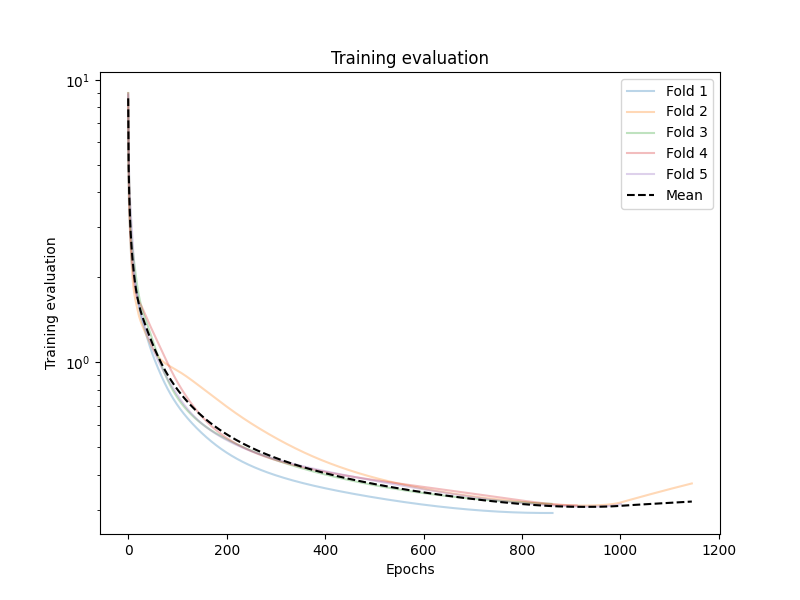 Training evaluation
Training evaluation
10¹
10⁰
0 200 400 600 800 1000 1200
Epochs
Fold 1
Fold 2
Fold 3
Fold 4
Fold 5
Mean